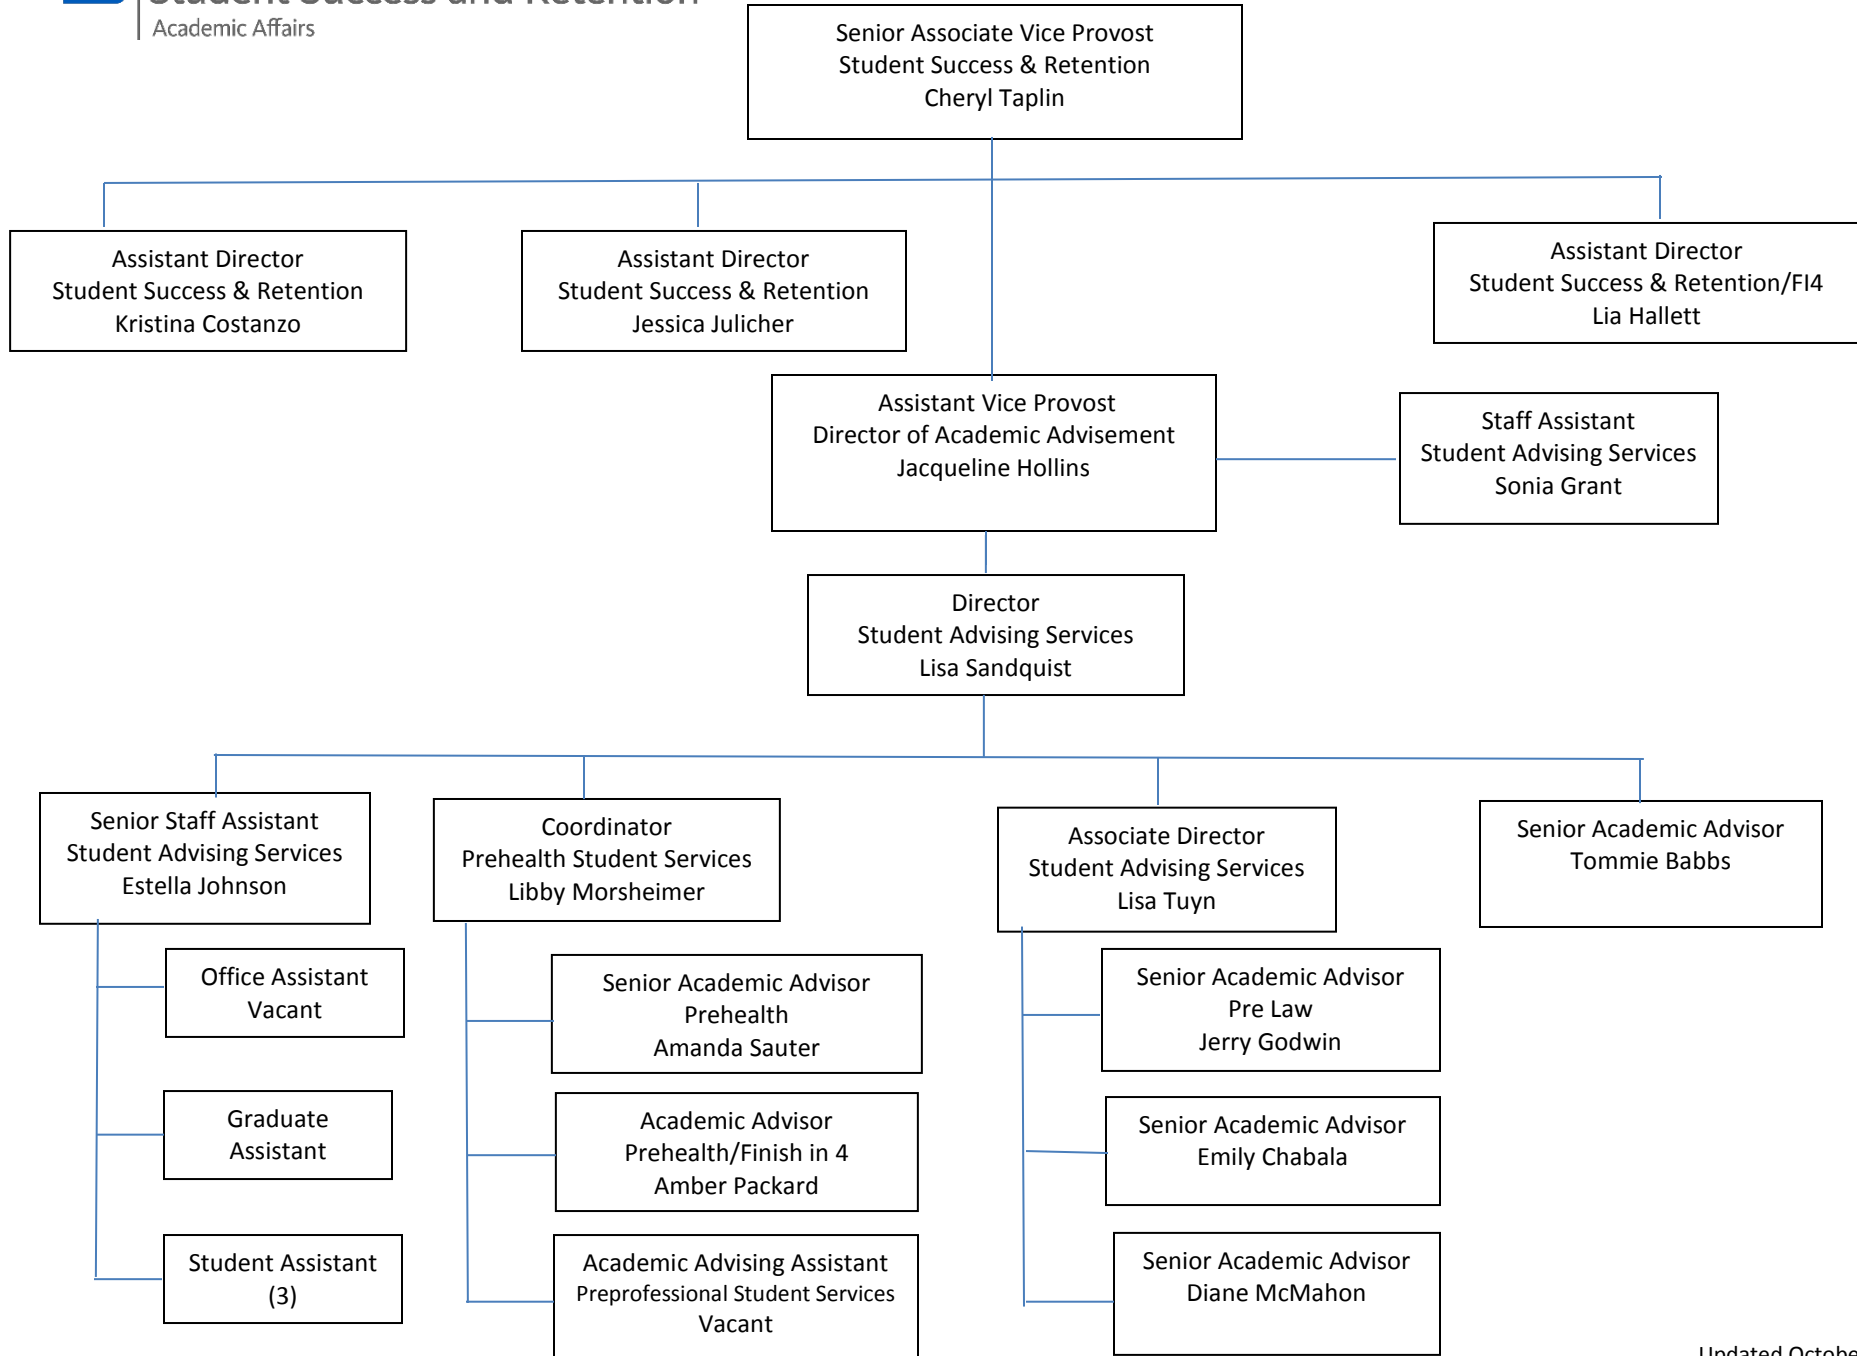 Student Success and Retention
Academic Affairs
Senior Associate Vice Provost
Student Success & Retention
Cheryl Taplin
Assistant Director
Student Success & Retention
Kristina Costanzo
Assistant Director
Student Success & Retention
Jessica Julicher
Assistant Director
Student Success & Retention/FI4
Lia Hallett
Assistant Vice Provost
Director of Academic Advisement
Jacqueline Hollins
Staff Assistant
Student Advising Services
Sonia Grant
Director
Student Advising Services
Lisa Sandquist
Senior Staff Assistant
Student Advising Services
Estella Johnson
Coordinator
Prehealth Student Services
Libby Morsheimer
Associate Director
Student Advising Services
Lisa Tuyn
Senior Academic Advisor
Tommie Babbs
Office Assistant
Vacant
Graduate
Assistant
Student Assistant
(3)
Senior Academic Advisor
Prehealth
Amanda Sauter
Academic Advisor
Prehealth/Finish in 4
Amber Packard
Academic Advising Assistant
Preprofessional Student Services
Vacant
Senior Academic Advisor
Pre Law
Jerry Godwin
Senior Academic Advisor
Emily Chabala
Senior Academic Advisor
Diane McMahon
Updated Octobe